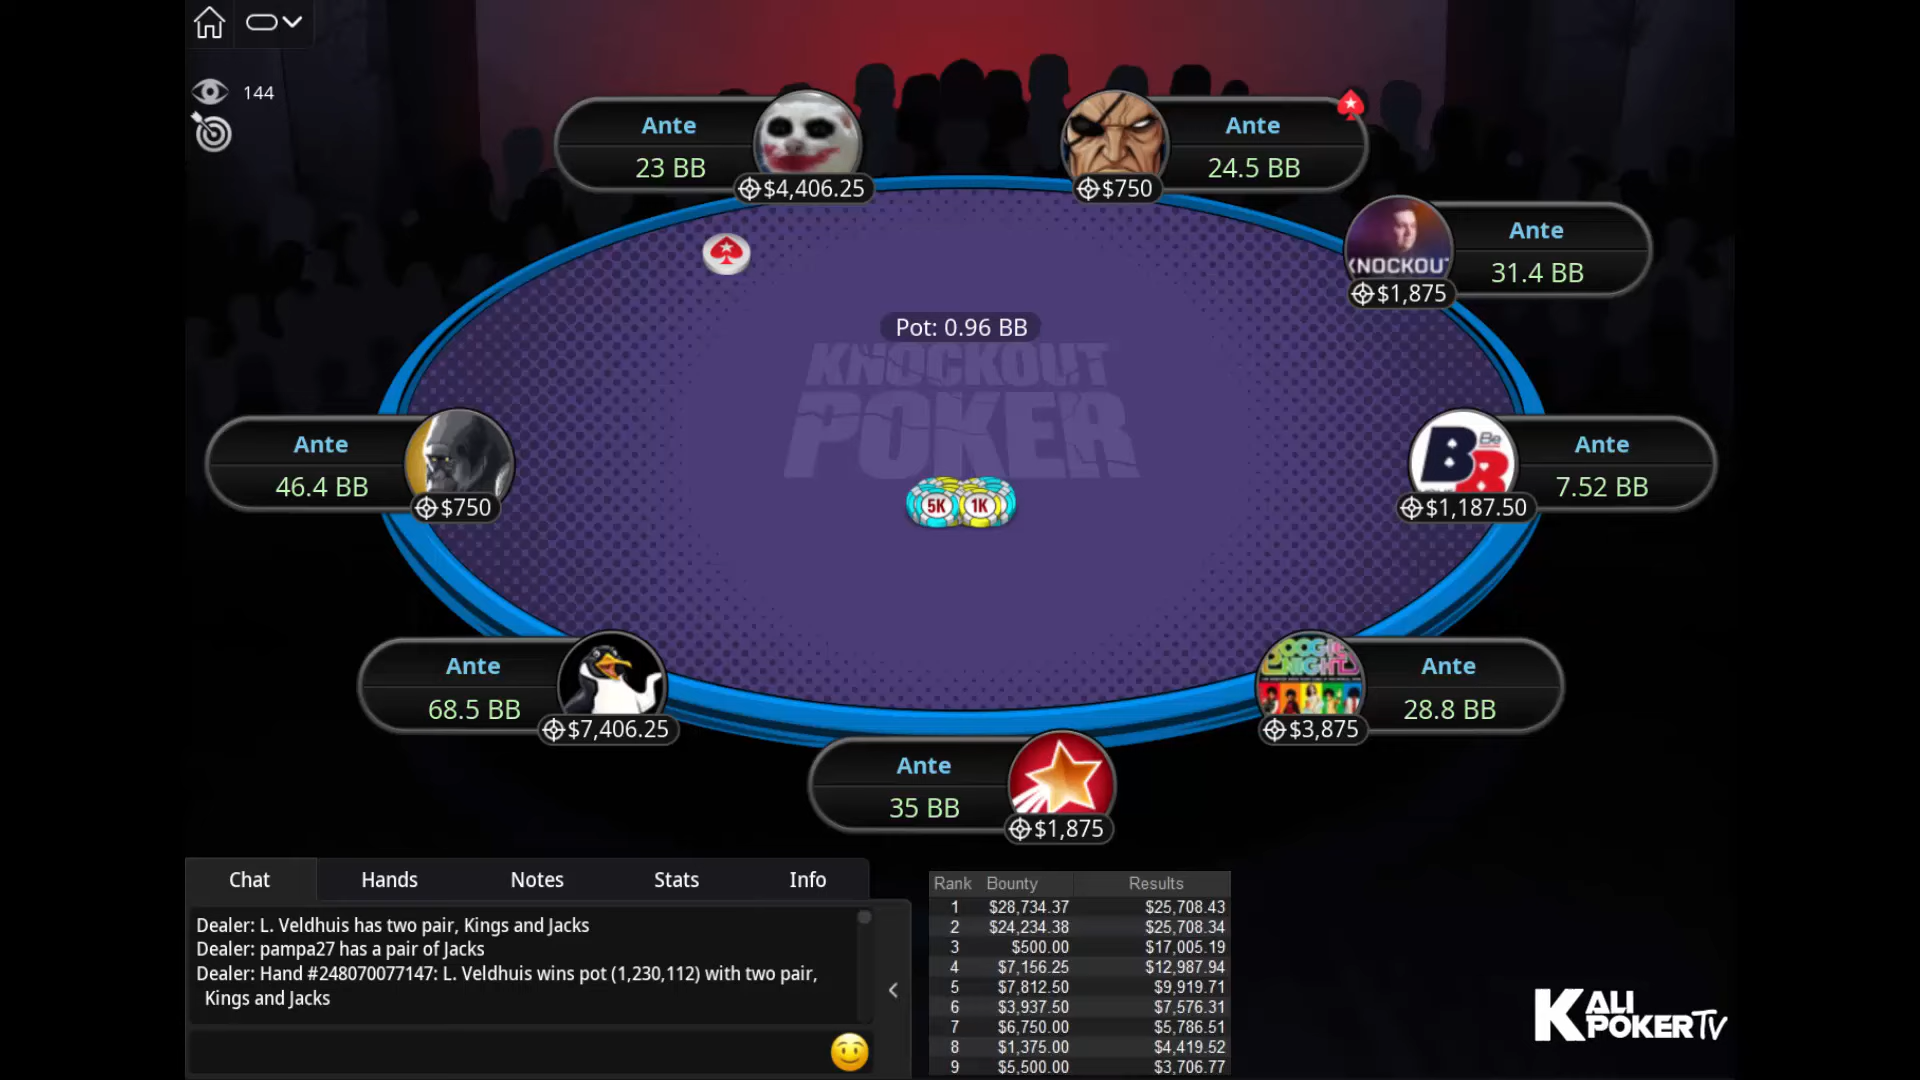 144
Ante
23 BB
$4,406.25
Ante
24.5 BB
$750
Ante
31.4 BB
KNOCKOUT
$1,875
Pot: 0.96 BB
KNOCKOUT
POKER
5K 1K
Ante
46.4 BB
$750
Be
B8
Ante
7.52 BB
$1,187.50
Ante
68.5 BB
$7,406.25
BOOGIE
NIGHTS
Ante
28.8 BB
$3,875
Ante
35 BB
$1,875
Chat Hands Notes Stats Info
Dealer: L. Veldhuis has two pair, Kings and Jacks
Dealer: pampa27 has a pair of Jacks
Dealer: Hand #248070077147: L. Veldhuis wins pot (1,230,112) with two pair,
Kings and Jacks
Rank Bounty Results
1 $28,734.37 $25,708.43
2 $24,234.38 $25,708.34
3 $500.00 $17,005.19
4 $7,156.25 $12,987.94
5 $7,812.50 $9,919.71
6 $3,937.50 $7,576.31
7 $6,750.00 $5,786.51
8 $1,375.00 $4,419.52
9 $5,500.00 $3,706.77
KALI
POKERTV